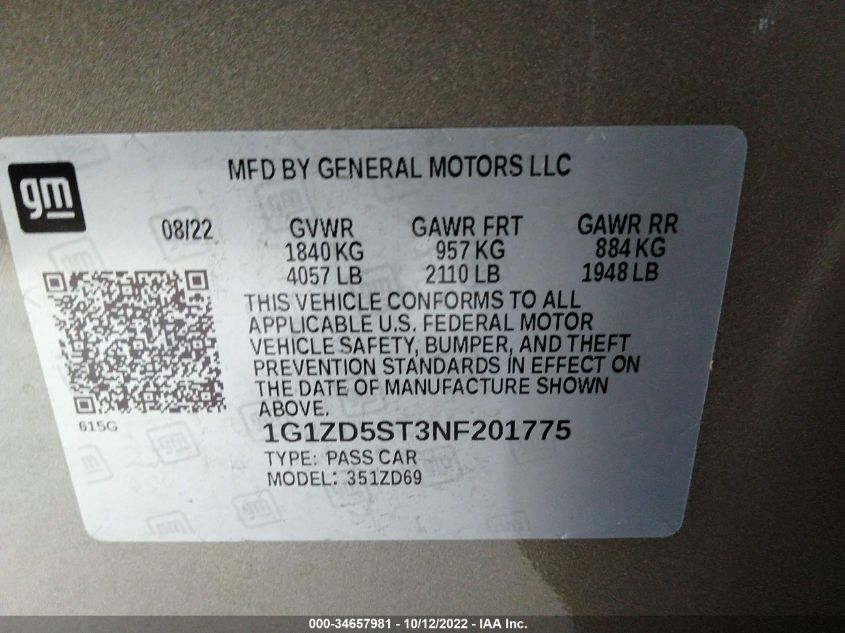 MFD BY GENERAL MOTORS LLC
gm
08/22 GVWR GAWR FRT GAWR RR
1840 KG 957 KG 884 KG
4057 LB 2110 LB 1948 LB
THIS VEHICLE CONFORMS TO ALL
APPLICABLE U.S. FEDERAL MOTOR
VEHICLE SAFETY, BUMPER, AND THEFT
PREVENTION STANDARDS IN EFFECT ON
THE DATE OF MANUFACTURE SHOWN
ABOVE.
615G
1G1ZD5ST3NF201775
TYPE: PASS CAR
MODEL: 351ZD69
000-34657981 - 10/12/2022 - IAA Inc.